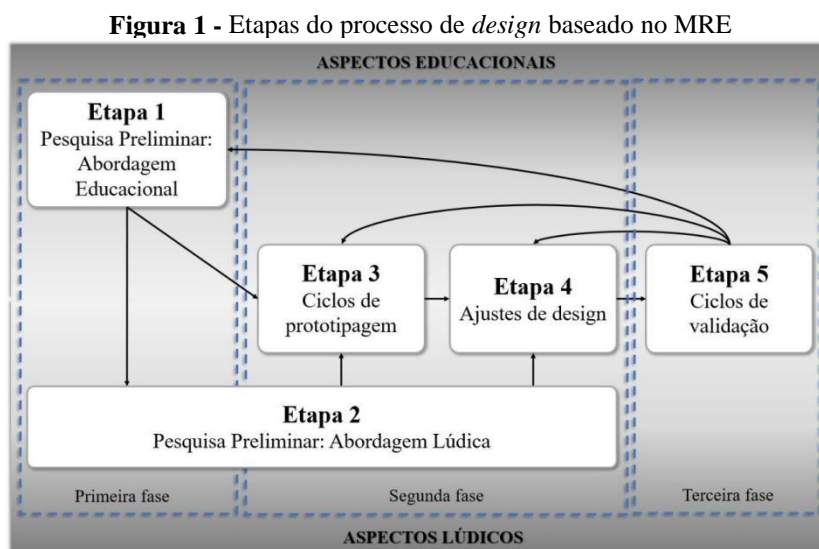 Figura 1 - Etapas do processo de design baseado no MRE
ASPECTOS EDUCACIONAIS
Etapa 1
Pesquisa Preliminar:
Abordagem
Educacional
Etapa 3
Ciclos de
prototipagem
Etapa 4
Ajustes de design
Etapa 5
Ciclos de
validação
Etapa 2
Pesquisa Preliminar: Abordagem Lúdica
Primeira fase
Segunda fase
Terceira fase
ASPECTOS LÚDICOS